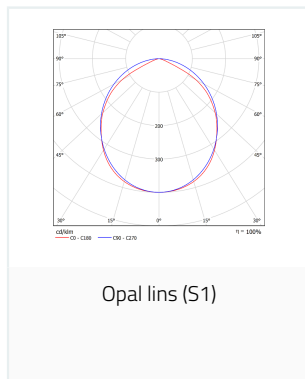 105° 105°
90° 90°
75° 75°
60° 60°
200
45° 45°
300
30° 15° 0° 15° 30°
cd/klm η = 100%
C0 - C180 C90 - C270
Opal lins (S1)